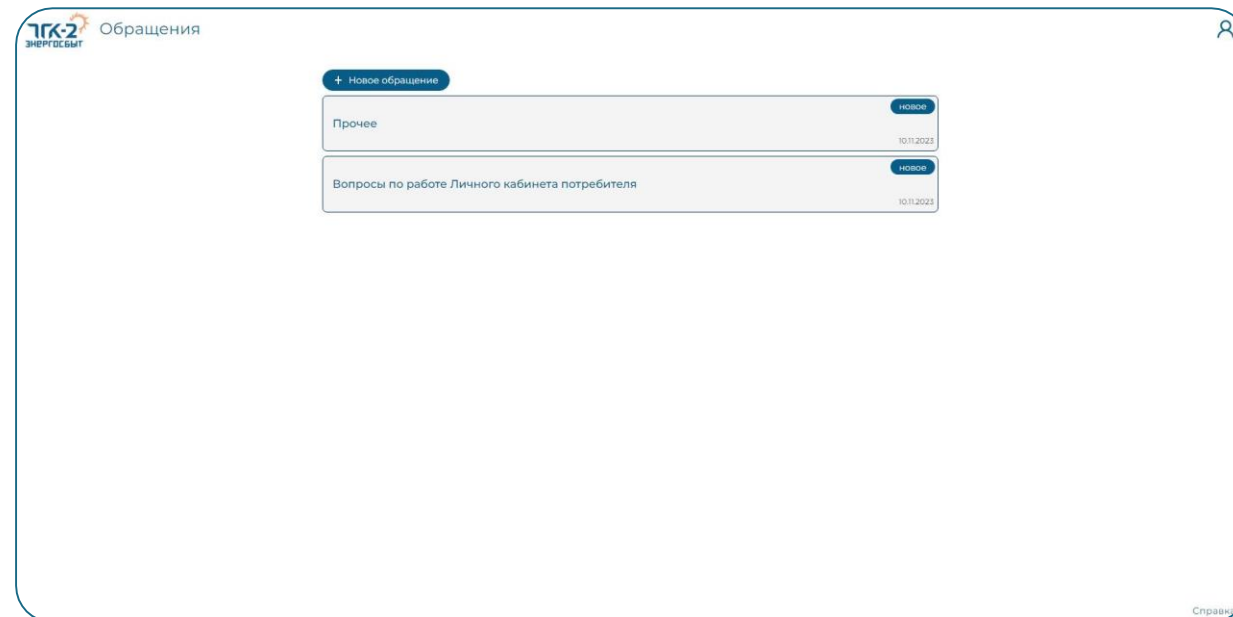 ТГК-2
ЭНЕРГОСБЫТ
Обращения
+ Новое обращение
новое
Прочее
10.11.2023
новое
Вопросы по работе Личного кабинета потребителя
10.11.2023
Справка